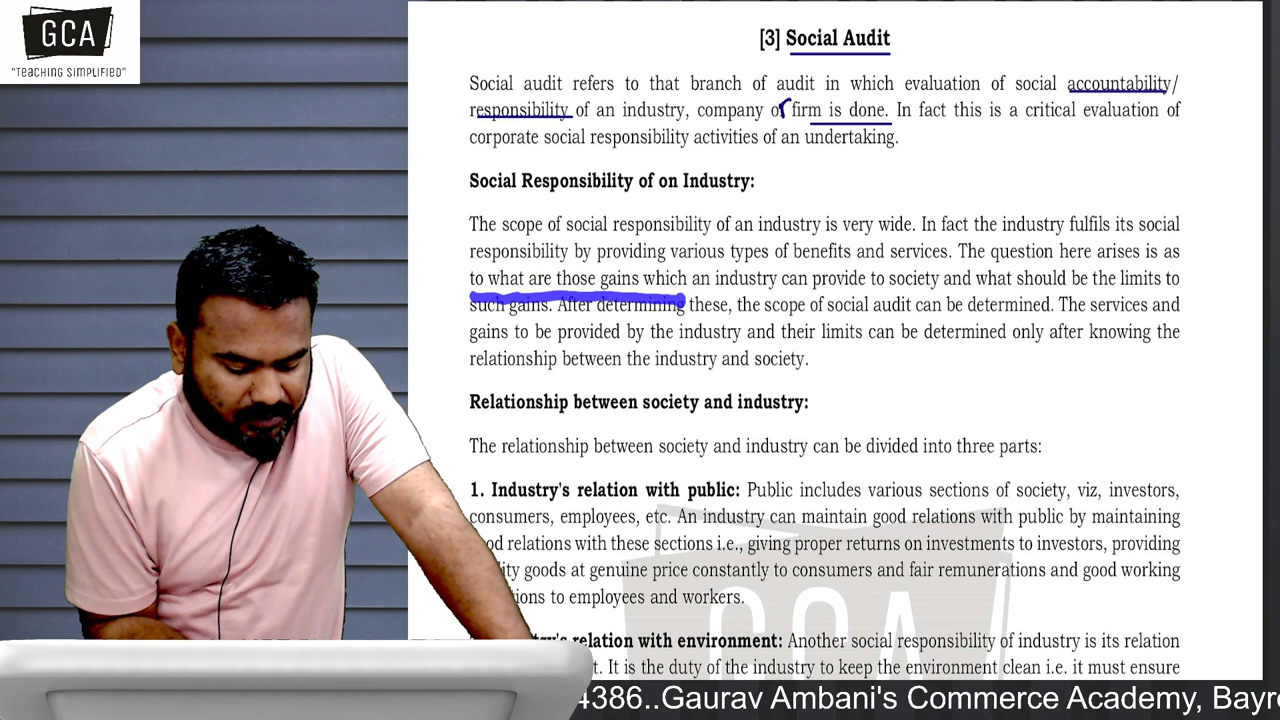 GCA
"TEACHING SIMPLIFIED"
[3] Social Audit
Social audit refers to that branch of audit in which evaluation of social accountability/
responsibility of an industry, company or firm is done. In fact this is a critical evaluation of
corporate social responsibility activities of an undertaking.
Social Responsibility of on Industry:
The scope of social responsibility of an industry is very wide. In fact the industry fulfils its social
responsibility by providing various types of benefits and services. The question here arises is as
to what are those gains which an industry can provide to society and what should be the limits to
such gains. After determining these, the scope of social audit can be determined. The services and
gains to be provided by the industry and their limits can be determined only after knowing the
relationship between the industry and society.
Relationship between society and industry:
The relationship between society and industry can be divided into three parts:
1. Industry's relation with public: Public includes various sections of society, viz, investors,
consumers, employees, etc. An industry can maintain good relations with public by maintaining
relations with these sections i.e., giving proper returns on investments to investors, providing
goods at genuine price constantly to consumers and fair remunerations and good working
to employees and workers.
relation with environment: Another social responsibility of industry is its relation
It is the duty of the industry to keep the environment clean i.e. it must ensure
GCA
4386..Gaurav Ambani's Commerce Academy, Bayr